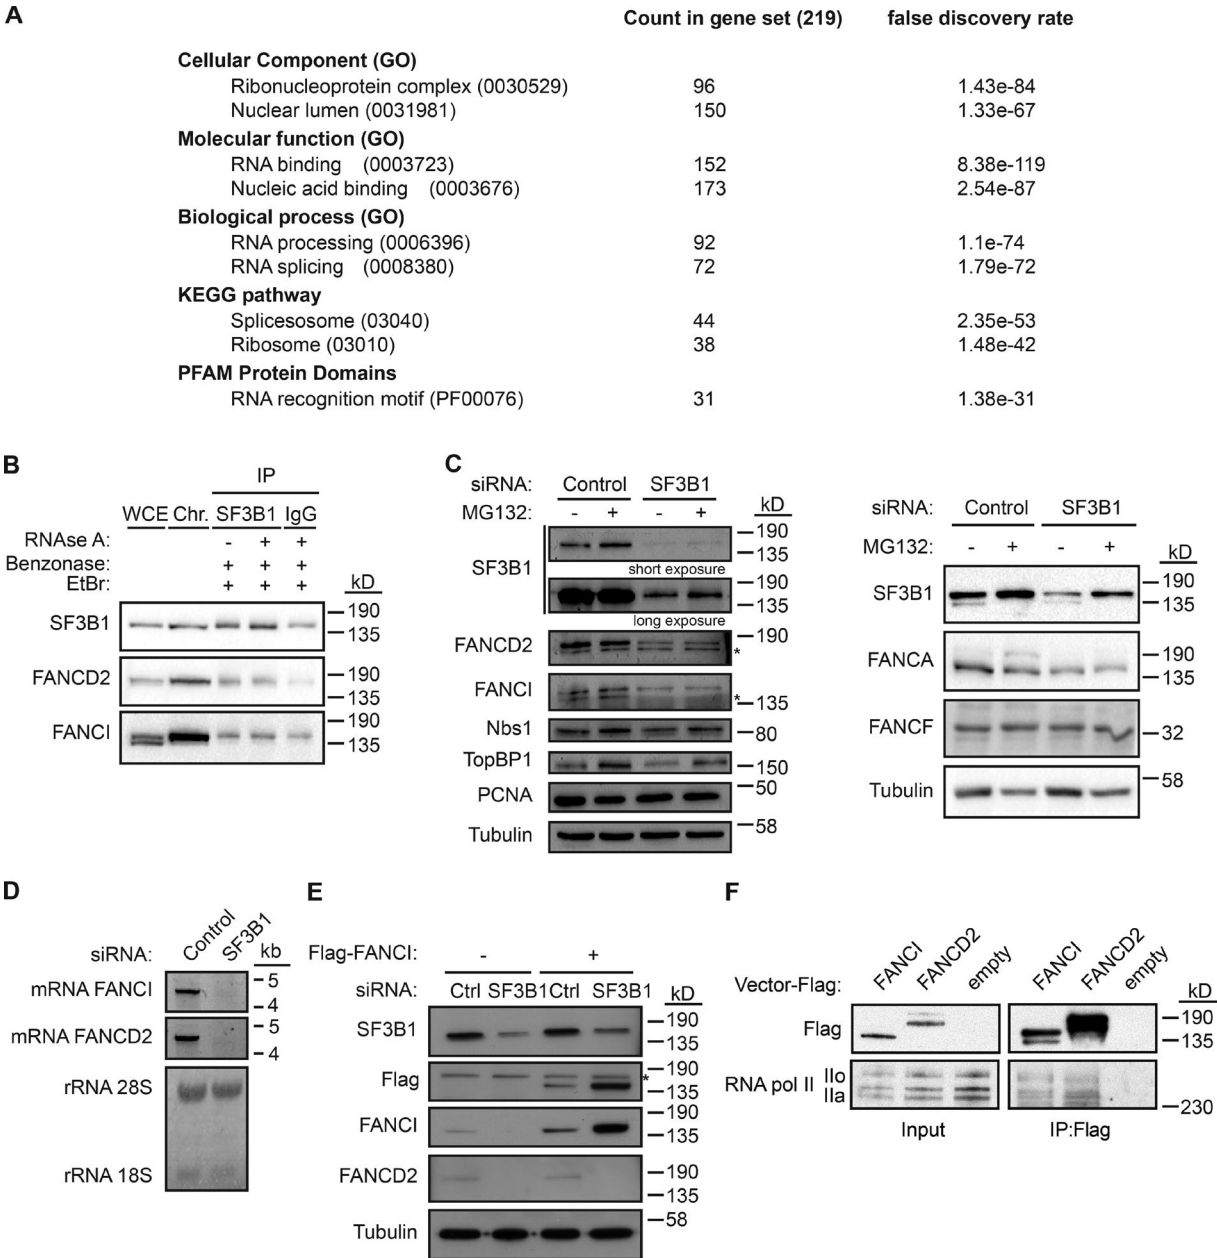 A
Count in gene set (219) false discovery rate
Cellular Component (GO)
Ribonucleoprotein complex (0030529) 96 1.43e-84
Nuclear lumen (0031981) 150 1.33e-67
Molecular function (GO)
RNA binding (0003723) 152 8.38e-119
Nucleic acid binding (0003676) 173 2.54e-87
Biological process (GO)
RNA processing (0006396) 92 1.1e-74
RNA splicing (0008380) 72 1.79e-72
KEGG pathway
Splicesosome (03040) 44 2.35e-53
Ribosome (03010) 38 1.48e-42
PFAM Protein Domains
RNA recognition motif (PF00076) 31 1.38e-31
B
IP
WCE Chr. SF3B1 IgG
RNAse A: - + +
Benzonase: + + +
EtBr: + + + kD
SF3B1 190
135
FANCD2 190
135
FANCI 190
135
C
siRNA: Control SF3B1
MG132: - + - + kD
SF3B1 190
135
short exposure
190
135
long exposure
FANCD2 190
*
FANCI * 135
Nbs1 80
TopBP1 150
PCNA 50
Tubulin 58
siRNA: Control SF3B1
MG132: - + - + kD
SF3B1 190
135
FANCA 190
135
FANCF 32
Tubulin 58
D
siRNA: Control SF3B1 kb
mRNA FANCI 5
4
mRNA FANCD2 5
4
rRNA 28S
rRNA 18S
E
Flag-FANCI: - +
siRNA: Ctrl SF3B1 Ctrl SF3B1 kD
SF3B1 190
135
Flag * 190
135
FANCI 190
135
FANCD2 190
135
Tubulin 58
F
Vector-Flag: FANCI FANCD2 empty FANCI FANCD2 empty kD
Flag 190
135
RNA pol II IIo
IIa
230
Input IP:Flag